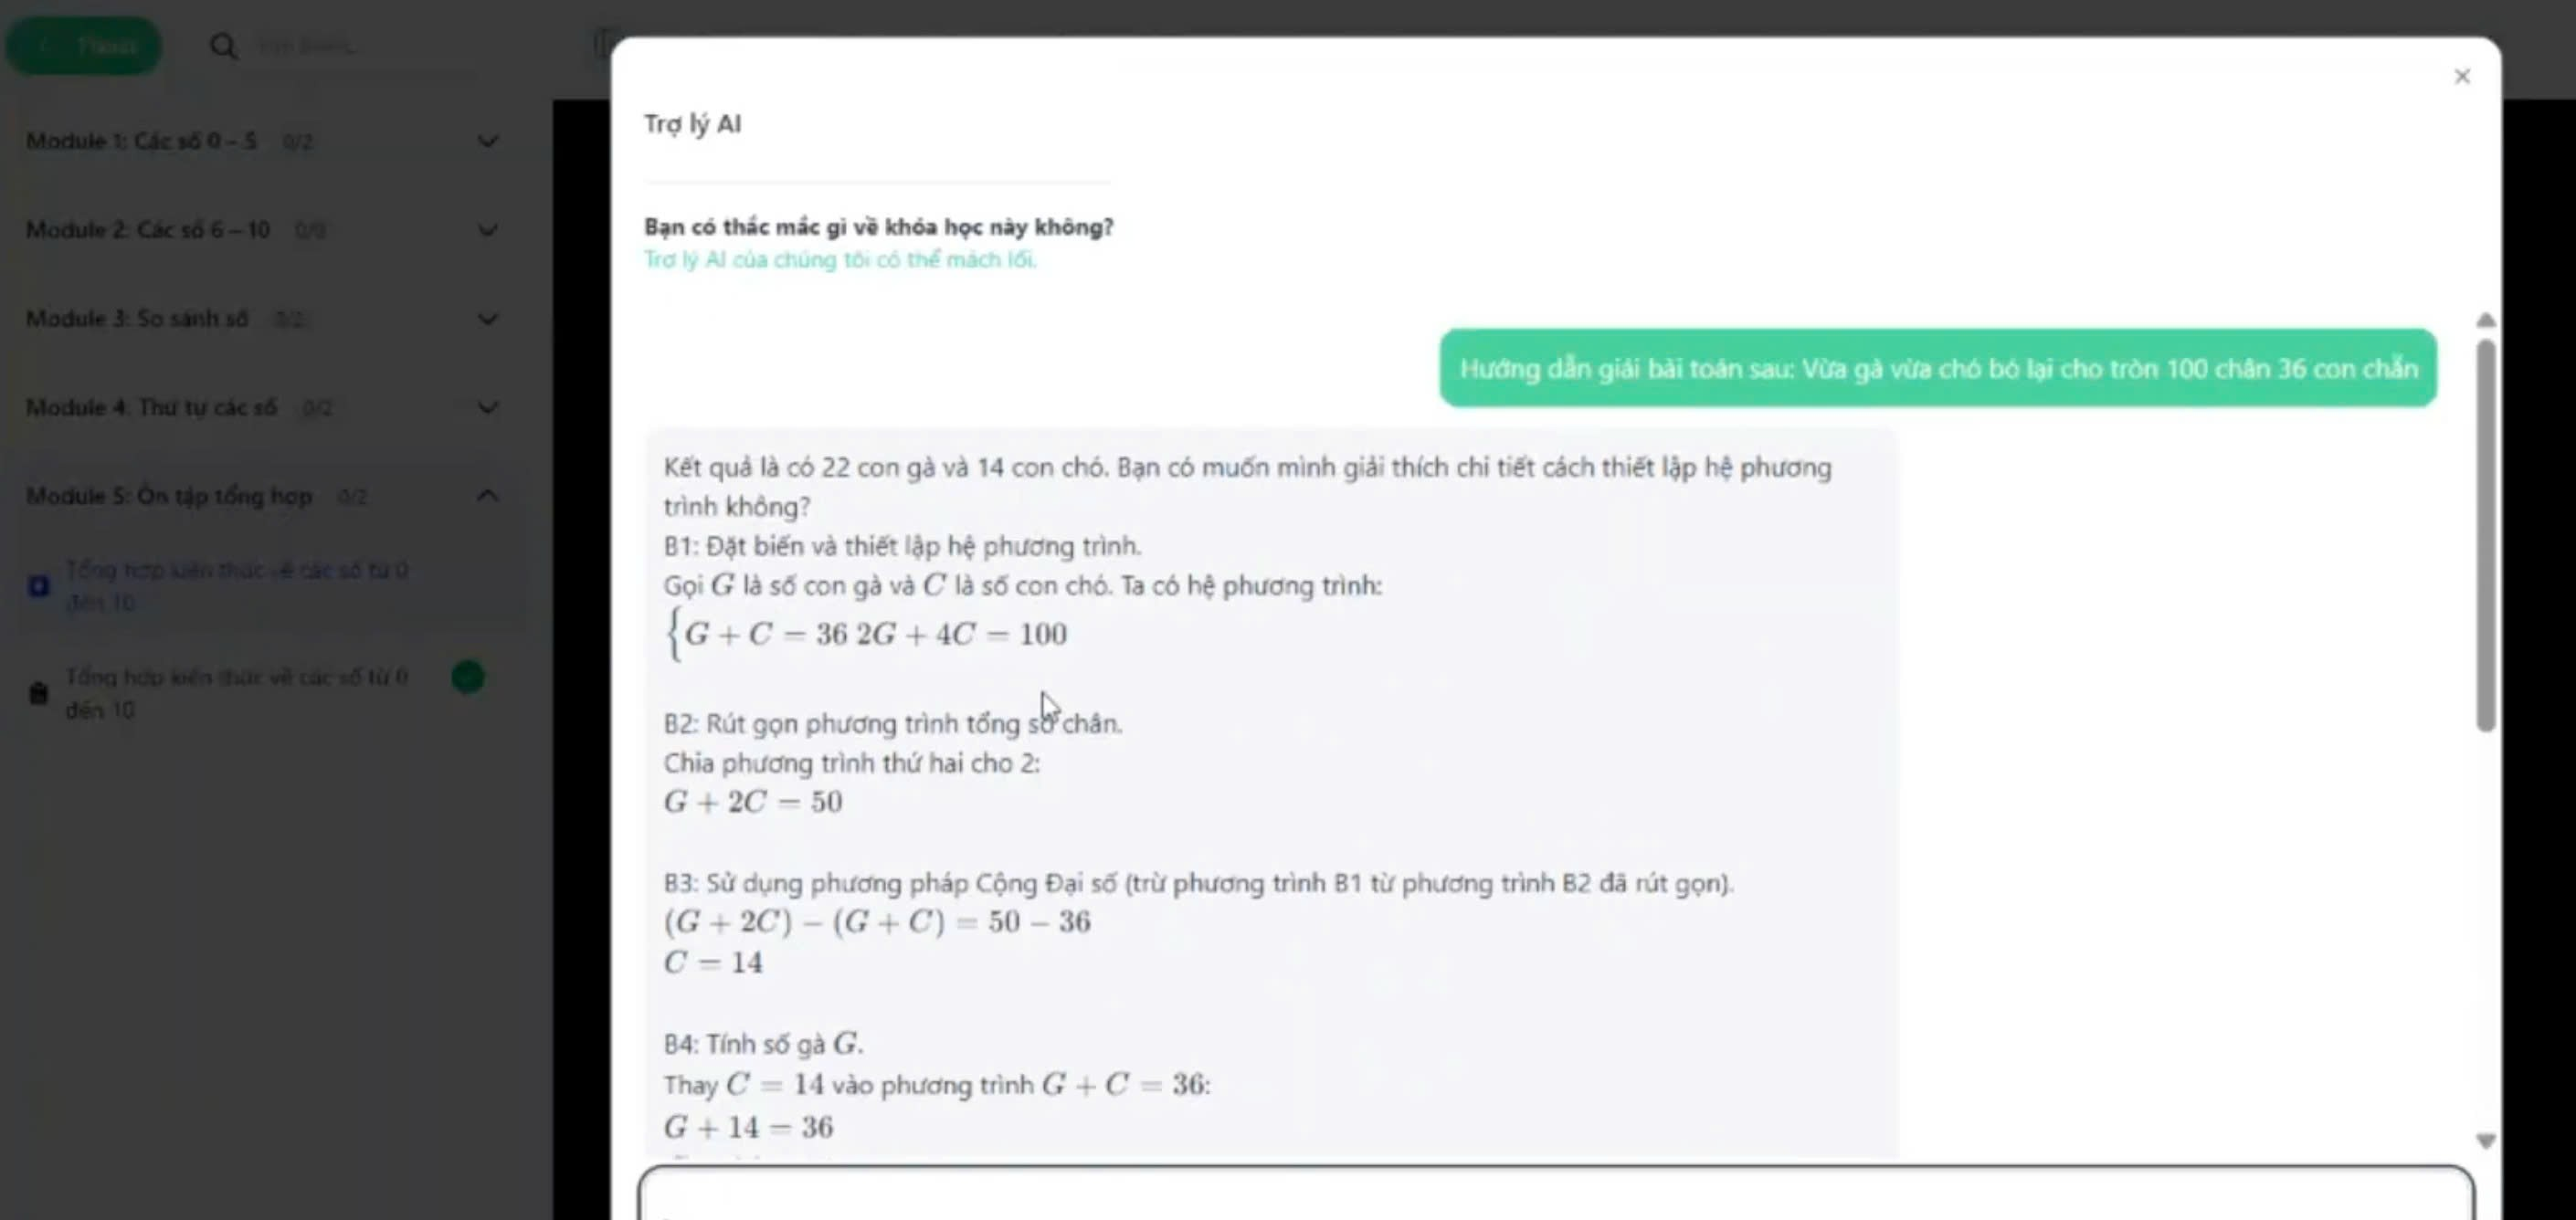 Module 1: Các số 0 – 5 0/2
Module 2: Các số 6 – 10
Module 3: So sánh số 0/2
Module 4: Thứ tự các số 0/2
Module 5: Ôn tập tổng hợp 0/2
Tổng hợp kiến thức về các số từ 0
đến 10
Tổng hợp kiến thức về các số từ 0
đến 10
Trợ lý AI
Bạn có thắc mắc gì về khóa học này không?
Trợ lý AI của chúng tôi có thể mách lối.
Hướng dẫn giải bài toán sau: Vừa gà vừa chó bó lại cho tròn 100 chân 36 con chẵn
Kết quả là có 22 con gà và 14 con chó. Bạn có muốn mình giải thích chi tiết cách thiết lập hệ phương
trình không?
B1: Đặt biến và thiết lập hệ phương trình.
Gọi G là số con gà và C là số con chó. Ta có hệ phương trình:
{G + C = 36 2G + 4C = 100
B2: Rút gọn phương trình tổng số chân.
Chia phương trình thứ hai cho 2:
G + 2C = 50
B3: Sử dụng phương pháp Cộng Đại số (trừ phương trình B1 từ phương trình B2 đã rút gọn).
(G + 2C) − (G + C) = 50 − 36
C = 14
B4: Tính số gà G.
Thay C = 14 vào phương trình G + C = 36:
G + 14 = 36